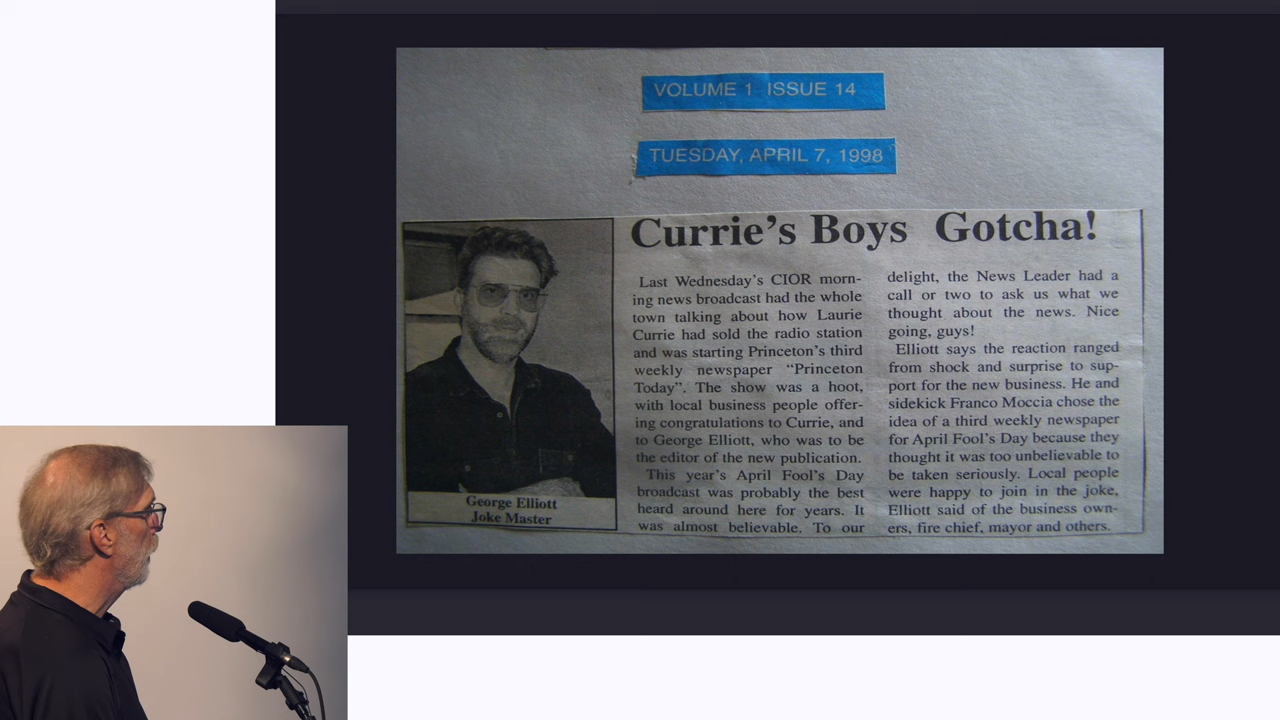 VOLUME 1 ISSUE 14
TUESDAY, APRIL 7, 1998
Currie's Boys Gotcha!
George Elliott
Joke Master
Last Wednesday's CIOR morn-
ing news broadcast had the whole
town talking about how Laurie
Currie had sold the radio station
and was starting Princeton's third
weekly newspaper “Princeton
Today”. The show was a hoot,
with local business people offer-
ing congratulations to Currie, and
to George Elliott, who was to be
the editor of the new publication.
This year's April Fool's Day
broadcast was probably the best
heard around here for years. It
was almost believable. To our
delight, the News Leader had a
call or two to ask us what we
thought about the news. Nice
going, guys!
Elliott says the reaction ranged
from shock and surprise to sup-
port for the new business. He and
sidekick Franco Moccia chose the
idea of a third weekly newspaper
for April Fool's Day because they
thought it was too unbelievable to
be taken seriously. Local people
were happy to join in the joke,
Elliott said of the business own-
ers, fire chief, mayor and others.